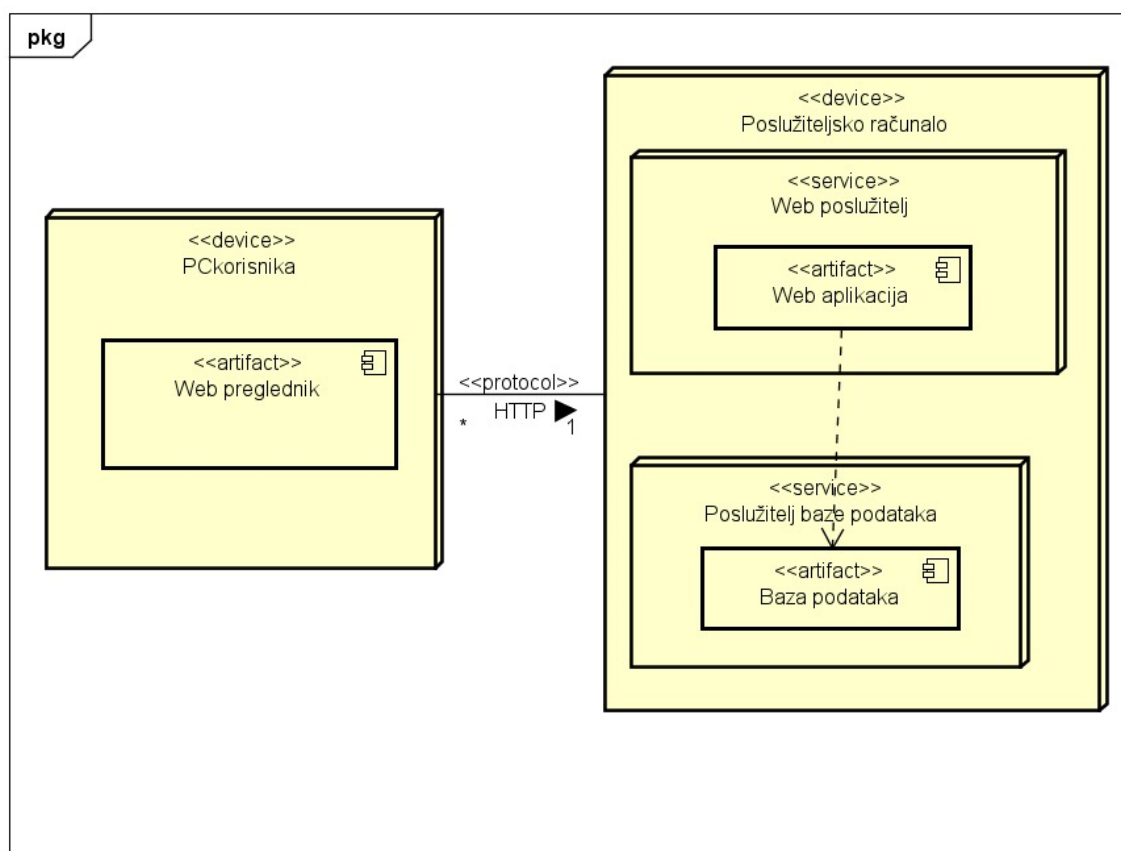 pkg
<<device>>
PCkorisnika
<<artifact>>
Web preglednik
<<protocol>>
HTTP
*
1
<<device>>
Poslužiteljsko računalo
<<service>>
Web poslužitelj
<<artifact>>
Web aplikacija
<<service>>
Poslužitelj baze podataka
<<artifact>>
Baza podataka